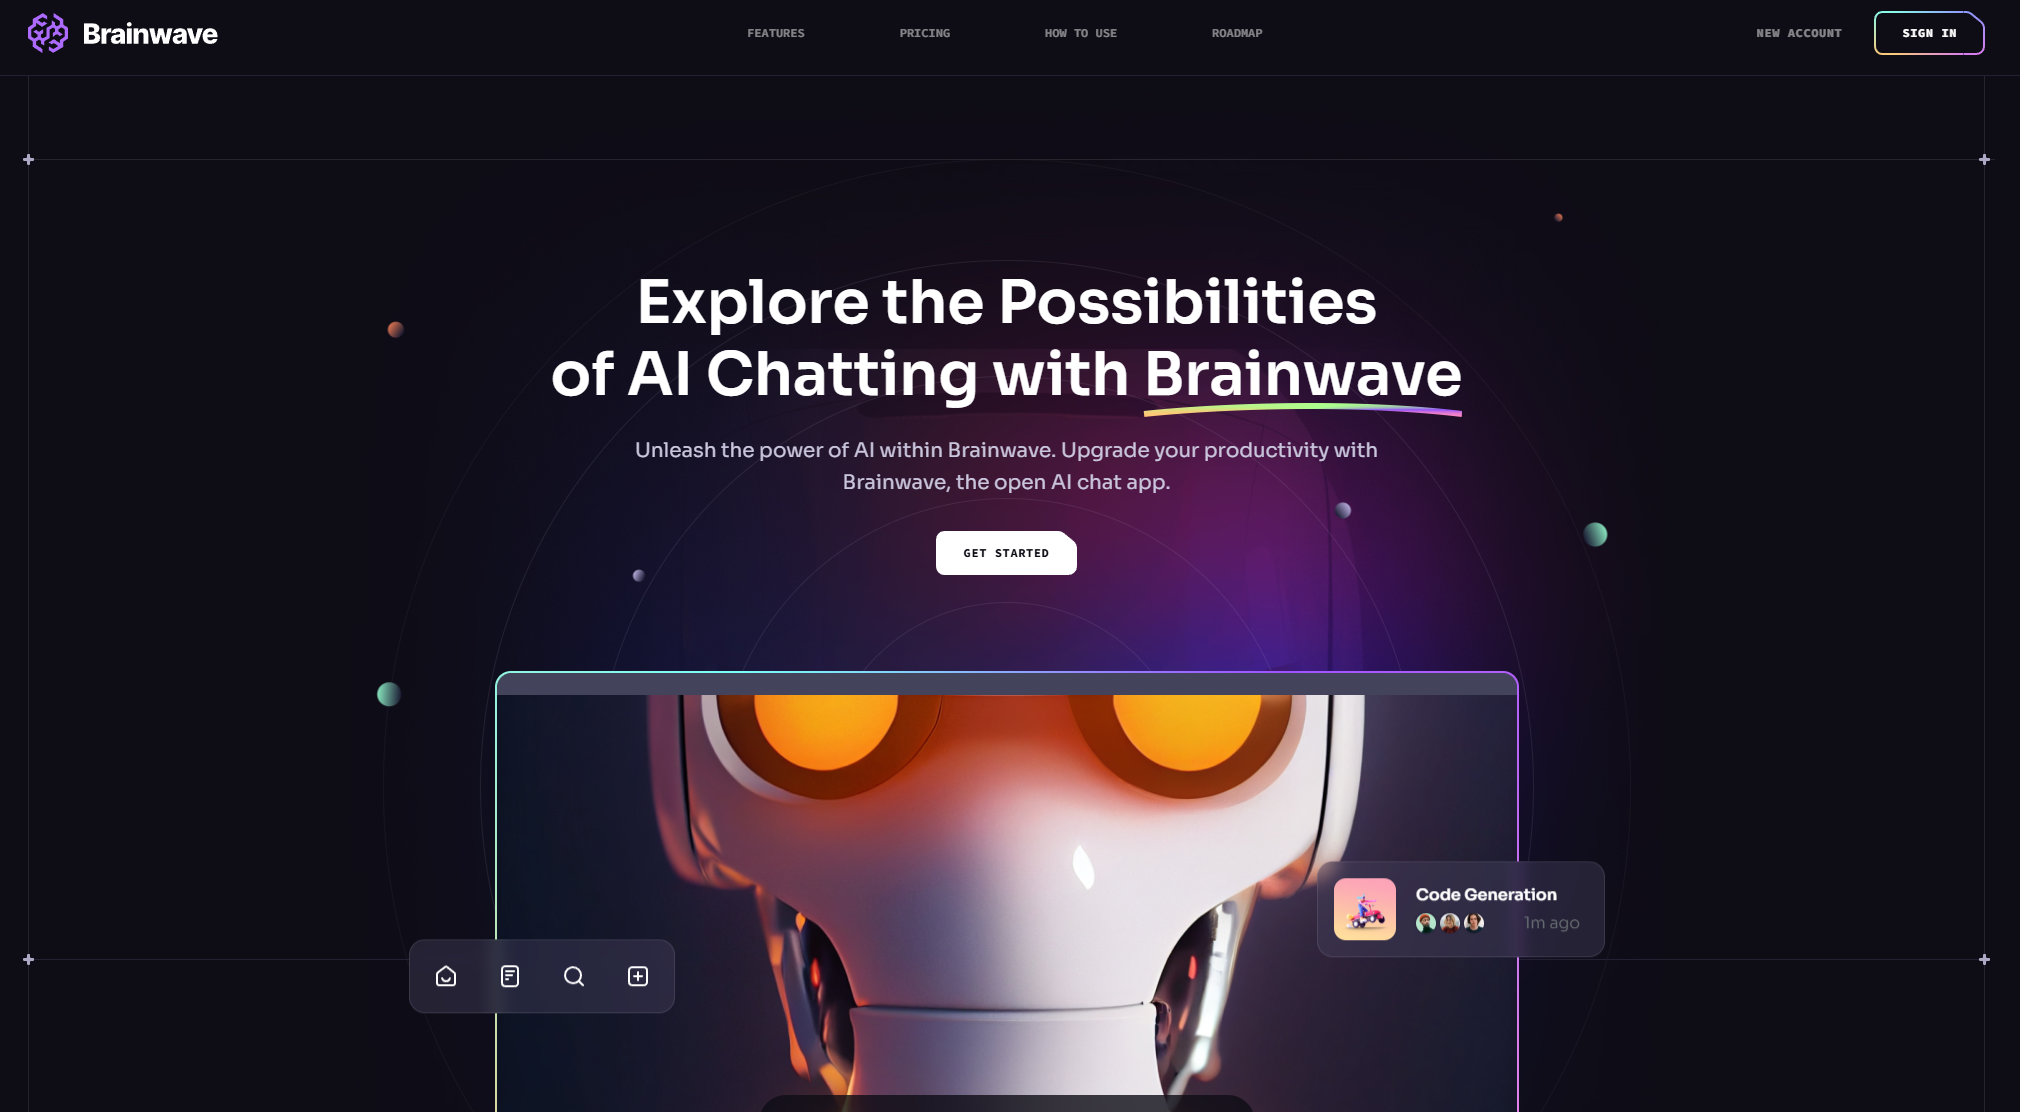 Brainwave
FEATURES
PRICING
HOW TO USE
ROADMAP
NEW ACCOUNT
SIGN IN
Explore the Possibilities
of AI Chatting with Brainwave
Unleash the power of AI within Brainwave. Upgrade your productivity with
Brainwave, the open AI chat app.
GET STARTED
Code Generation
1m ago